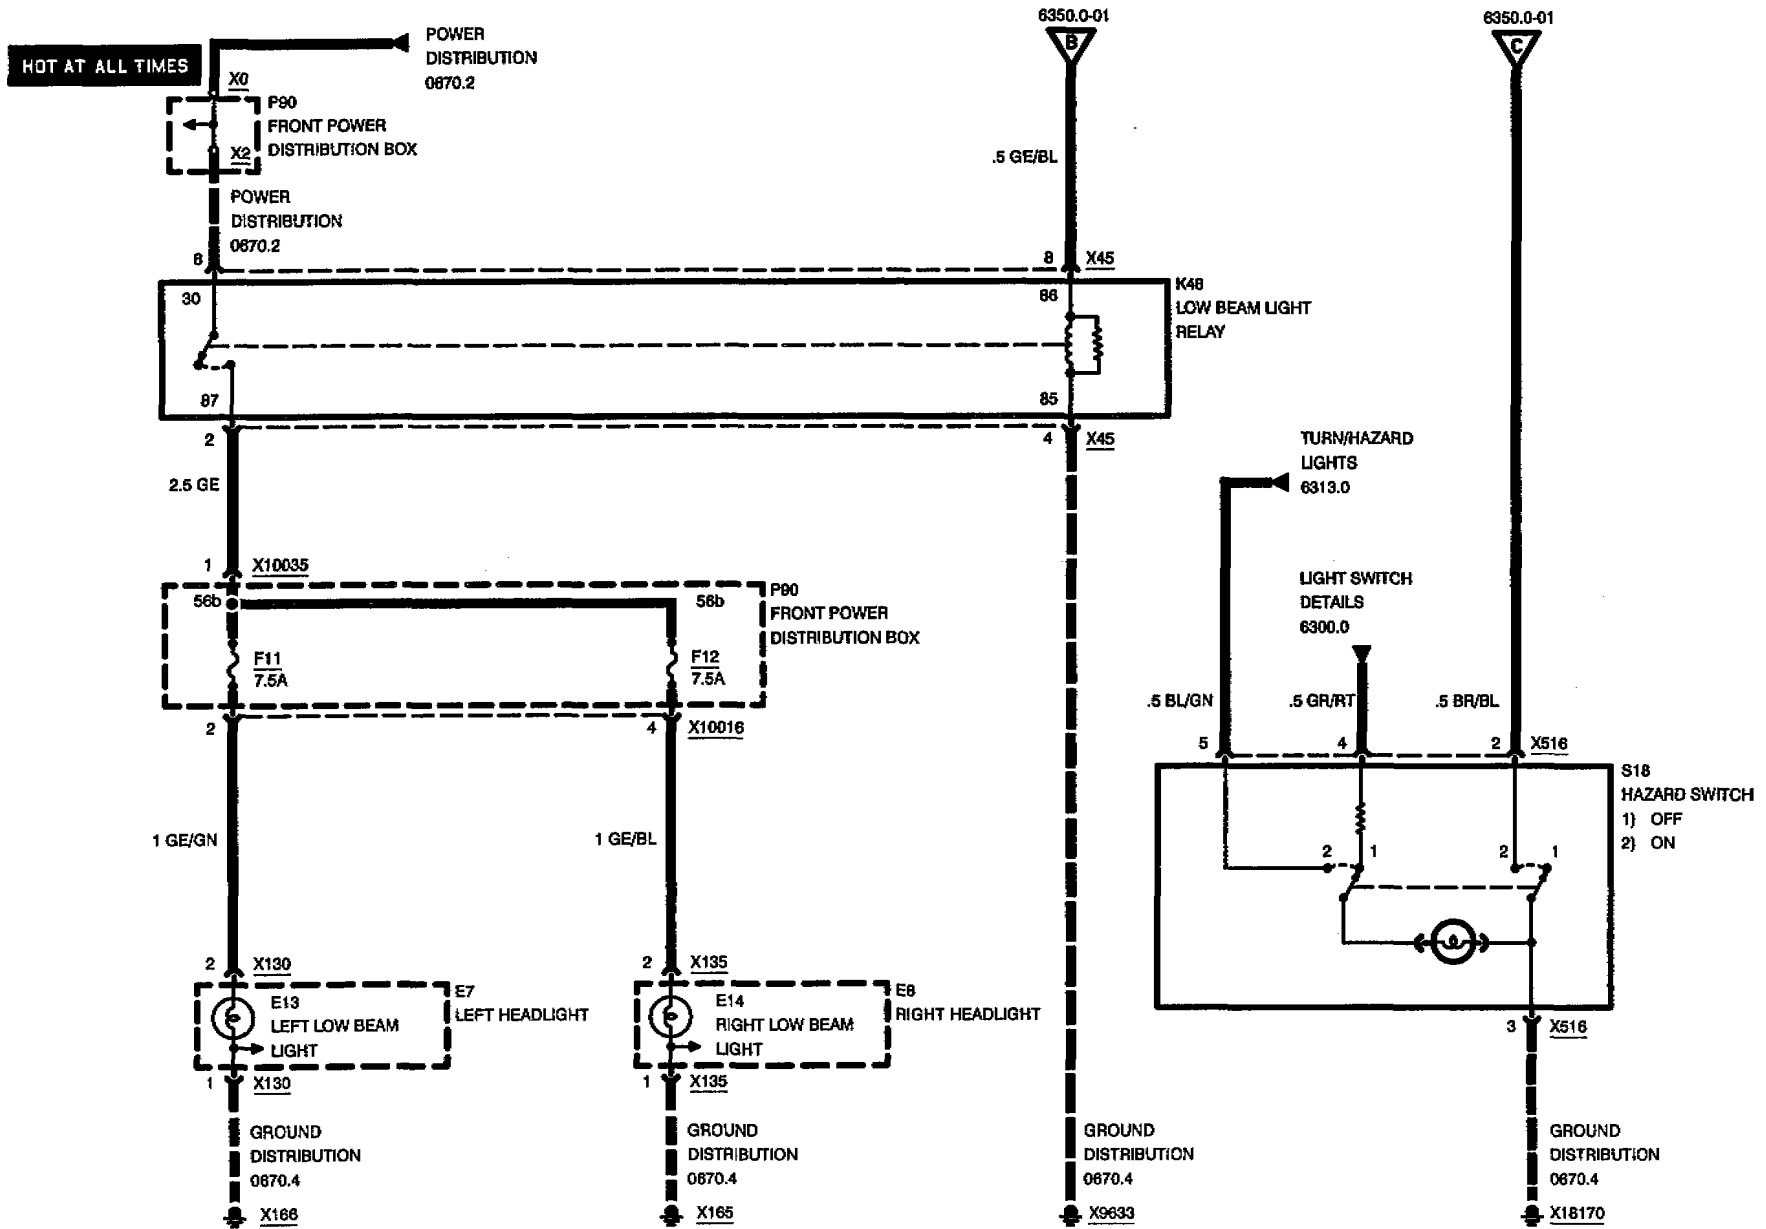 HOT AT ALL TIMES
POWER
DISTRIBUTION
0670.2
X0
P90
FRONT POWER
DISTRIBUTION BOX
X2
POWER
DISTRIBUTION
0670.2
6350.0-01
B
6350.0-01
C
.5 GE/BL
6
8
X45
K48
LOW BEAM LIGHT
RELAY
30
86
87
85
2
4
X45
2.5 GE
TURN/HAZARD
LIGHTS
6313.0
1
X10035
P90
FRONT POWER
DISTRIBUTION BOX
56b
56b
F11
7.5A
F12
7.5A
2
4
X10016
LIGHT SWITCH
DETAILS
6300.0
.5 BL/GN
.5 GR/RT
.5 BR/BL
5
4
2
X516
S18
HAZARD SWITCH
1) OFF
2) ON
2
1
2
1
1 GE/GN
1 GE/BL
2
X130
2
X135
E13
LEFT LOW BEAM
LIGHT
E7
LEFT HEADLIGHT
E14
RIGHT LOW BEAM
LIGHT
E8
RIGHT HEADLIGHT
3
X516
1
X130
1
X135
GROUND
DISTRIBUTION
0670.4
GROUND
DISTRIBUTION
0670.4
GROUND
DISTRIBUTION
0670.4
GROUND
DISTRIBUTION
0670.4
X166
X165
X9633
X18170